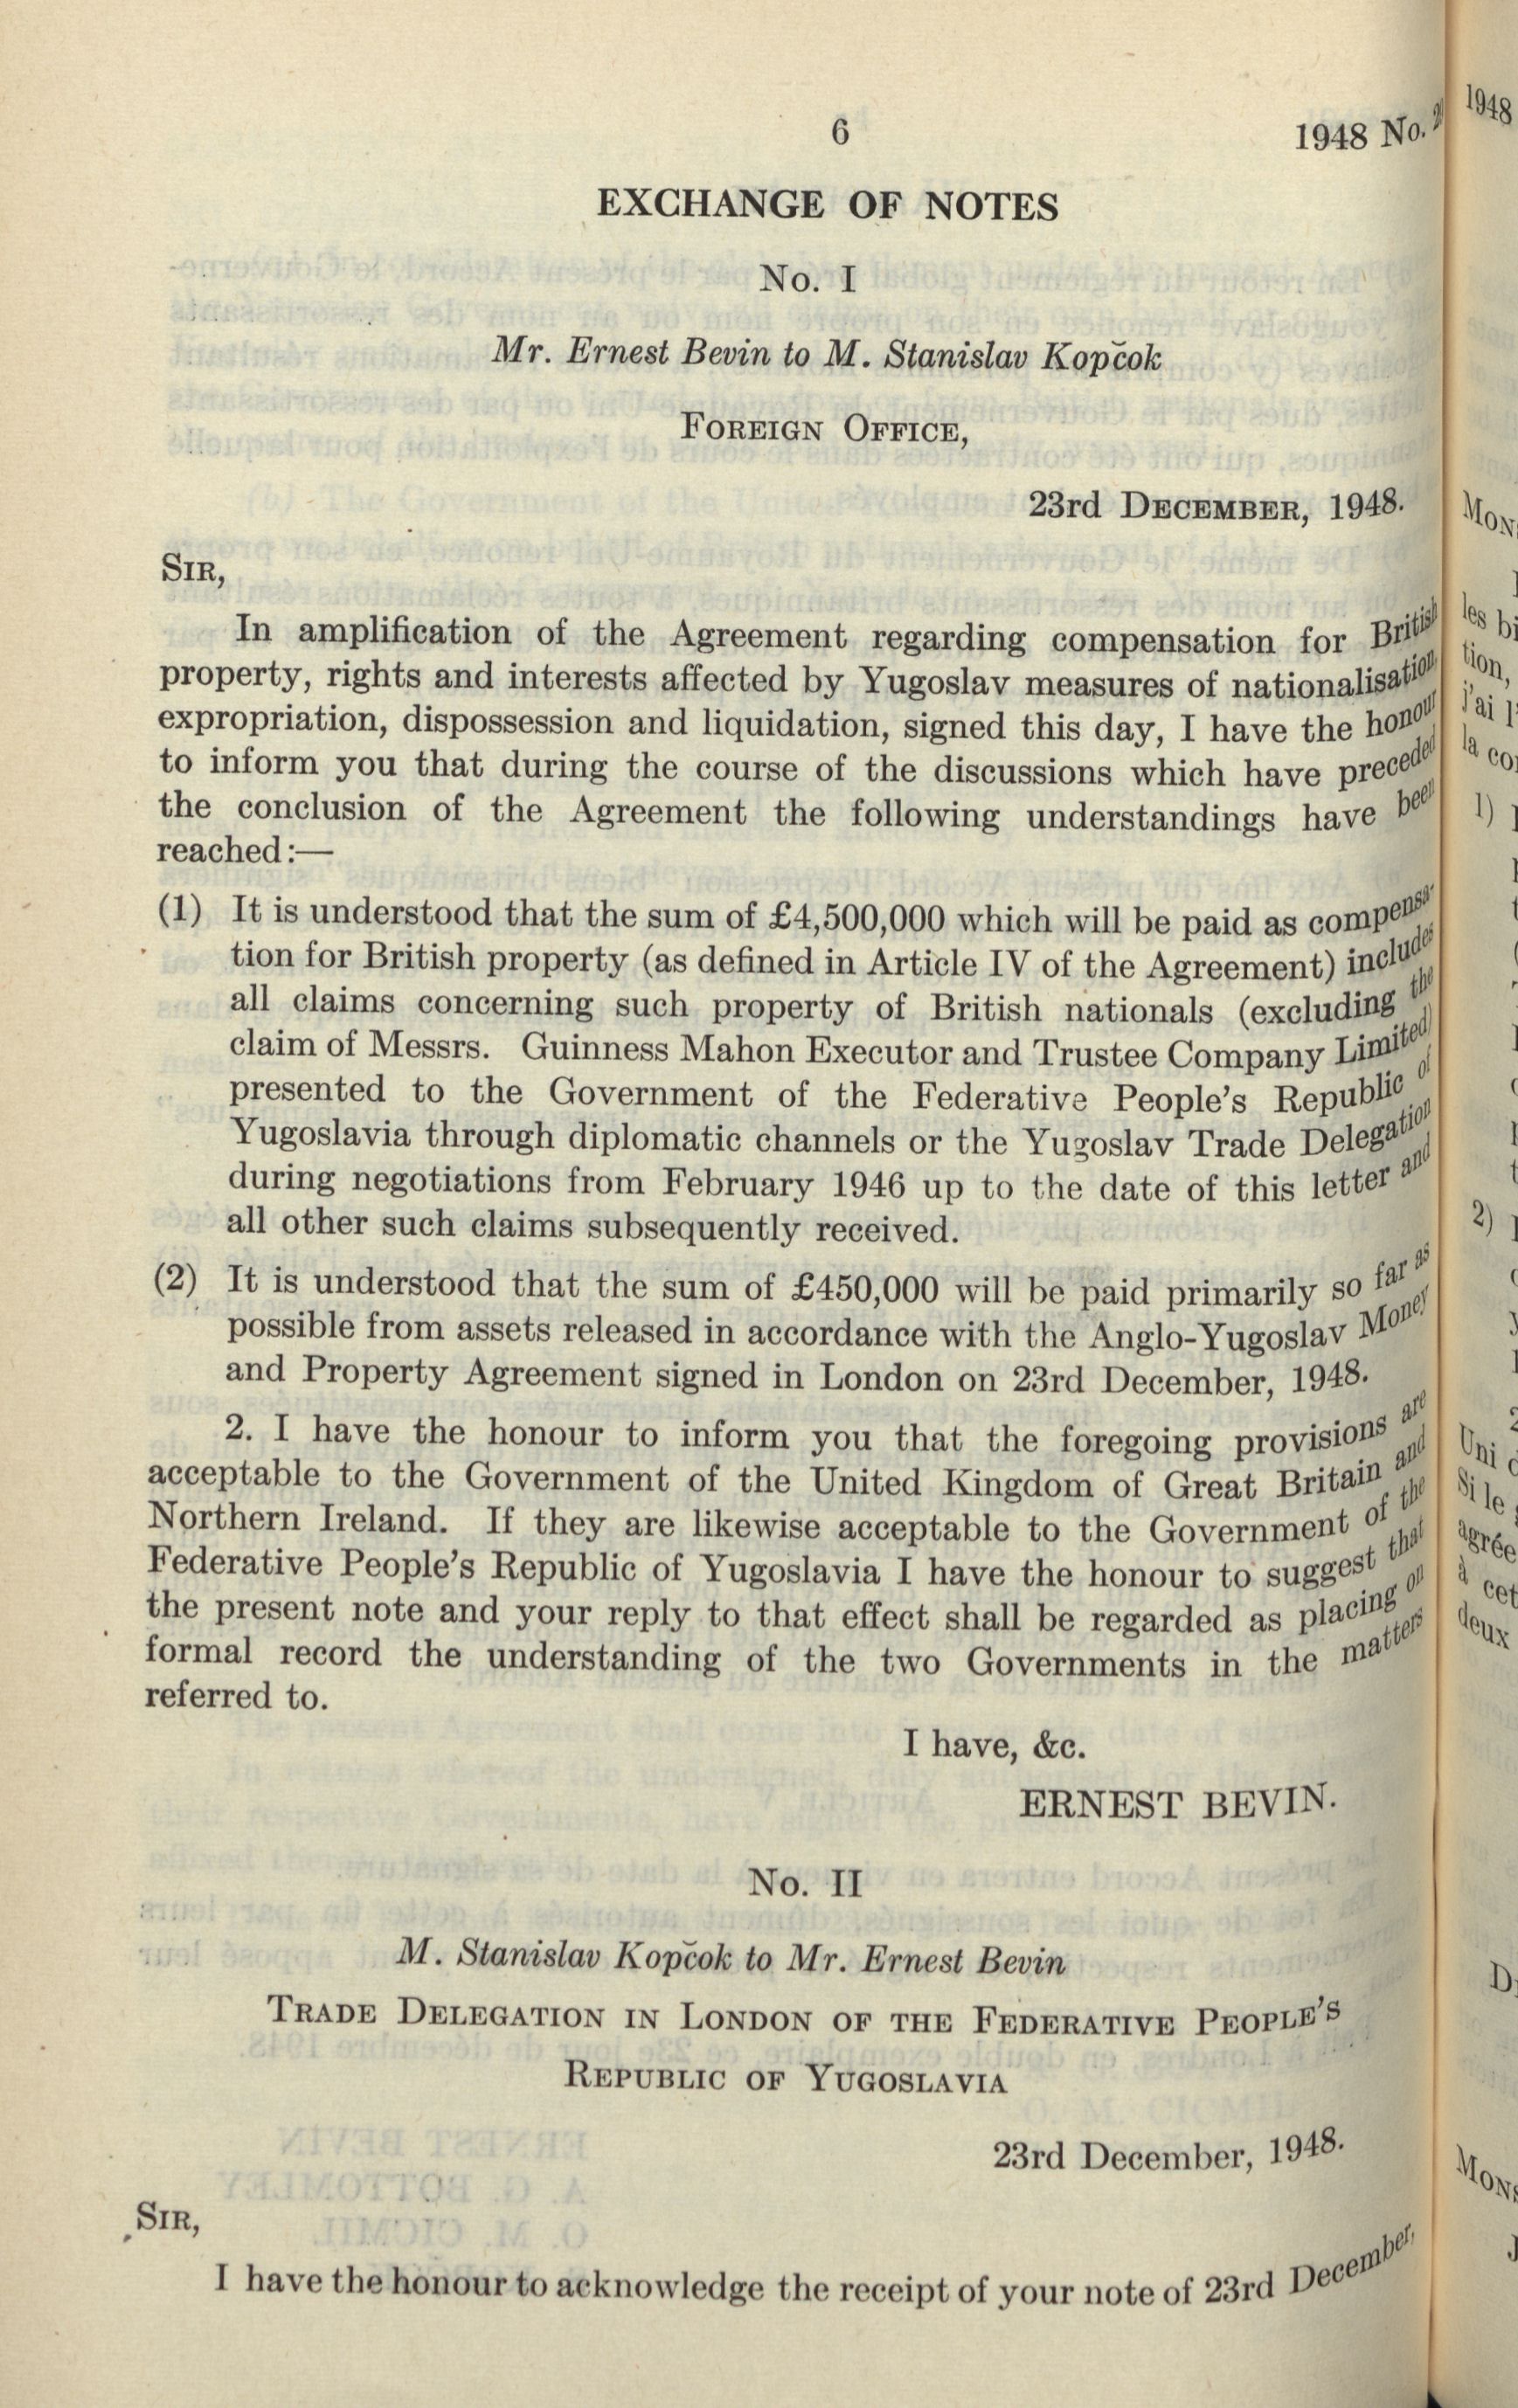 6
1948 No.
EXCHANGE OF NOTES
No. I
Mr. Ernest Bevin to M. Stanislav Kopčok
FOREIGN OFFICE,
23rd DECEMBER, 1948.
SIR,
In amplification of the Agreement regarding compensation for British
property, rights and interests affected by Yugoslav measures of nationalisation
expropriation, dispossession and liquidation, signed this day, I have the honour
to inform you that during the course of the discussions which have preceded
the conclusion of the Agreement the following understandings have been
reached:—
(1) It is understood that the sum of £4,500,000 which will be paid as compensa-
tion for British property (as defined in Article IV of the Agreement) includes
all claims concerning such property of British nationals (excluding the
claim of Messrs. Guinness Mahon Executor and Trustee Company Limited)
presented to the Government of the Federative People's Republic of
Yugoslavia through diplomatic channels or the Yugoslav Trade Delegation
during negotiations from February 1946 up to the date of this letter and
all other such claims subsequently received.
(2) It is understood that the sum of £450,000 will be paid primarily so far as
possible from assets released in accordance with the Anglo-Yugoslav Money
and Property Agreement signed in London on 23rd December, 1948.
2. I have the honour to inform you that the foregoing provisions are
acceptable to the Government of the United Kingdom of Great Britain and
Northern Ireland. If they are likewise acceptable to the Government of the
Federative People's Republic of Yugoslavia I have the honour to suggest that
the present note and your reply to that effect shall be regarded as placing on
formal record the understanding of the two Governments in the matters
referred to.
I have, &c.
ERNEST BEVIN.
No. II
M. Stanislav Kopčok to Mr. Ernest Bevin
TRADE DELEGATION IN LONDON OF THE FEDERATIVE PEOPLE'S
REPUBLIC OF YUGOSLAVIA
23rd December, 1948.
SIR,
I have the honour to acknowledge the receipt of your note of 23rd December,
1948
les
tion,
j'ai
la
1)
2)
Uni
Si le
à cet
deux